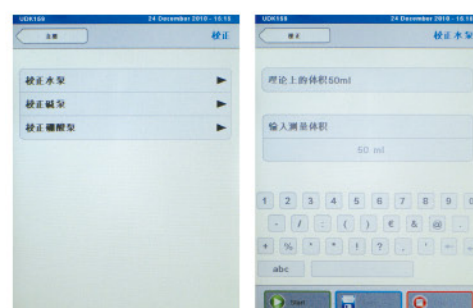 UDK159 24 December 2010 - 15:15
主菜 校正
校正水泵
校正碱泵
校正硼酸泵
UDK159 24 December 2010 - 15:16
校正 校正水泵
理论上的体积50ml
输入测量体积
50 ml
1 2 3 4 5 6 7 8 9 0
- / : ( ) € & @ .
# % ! ? ,
abc
Start